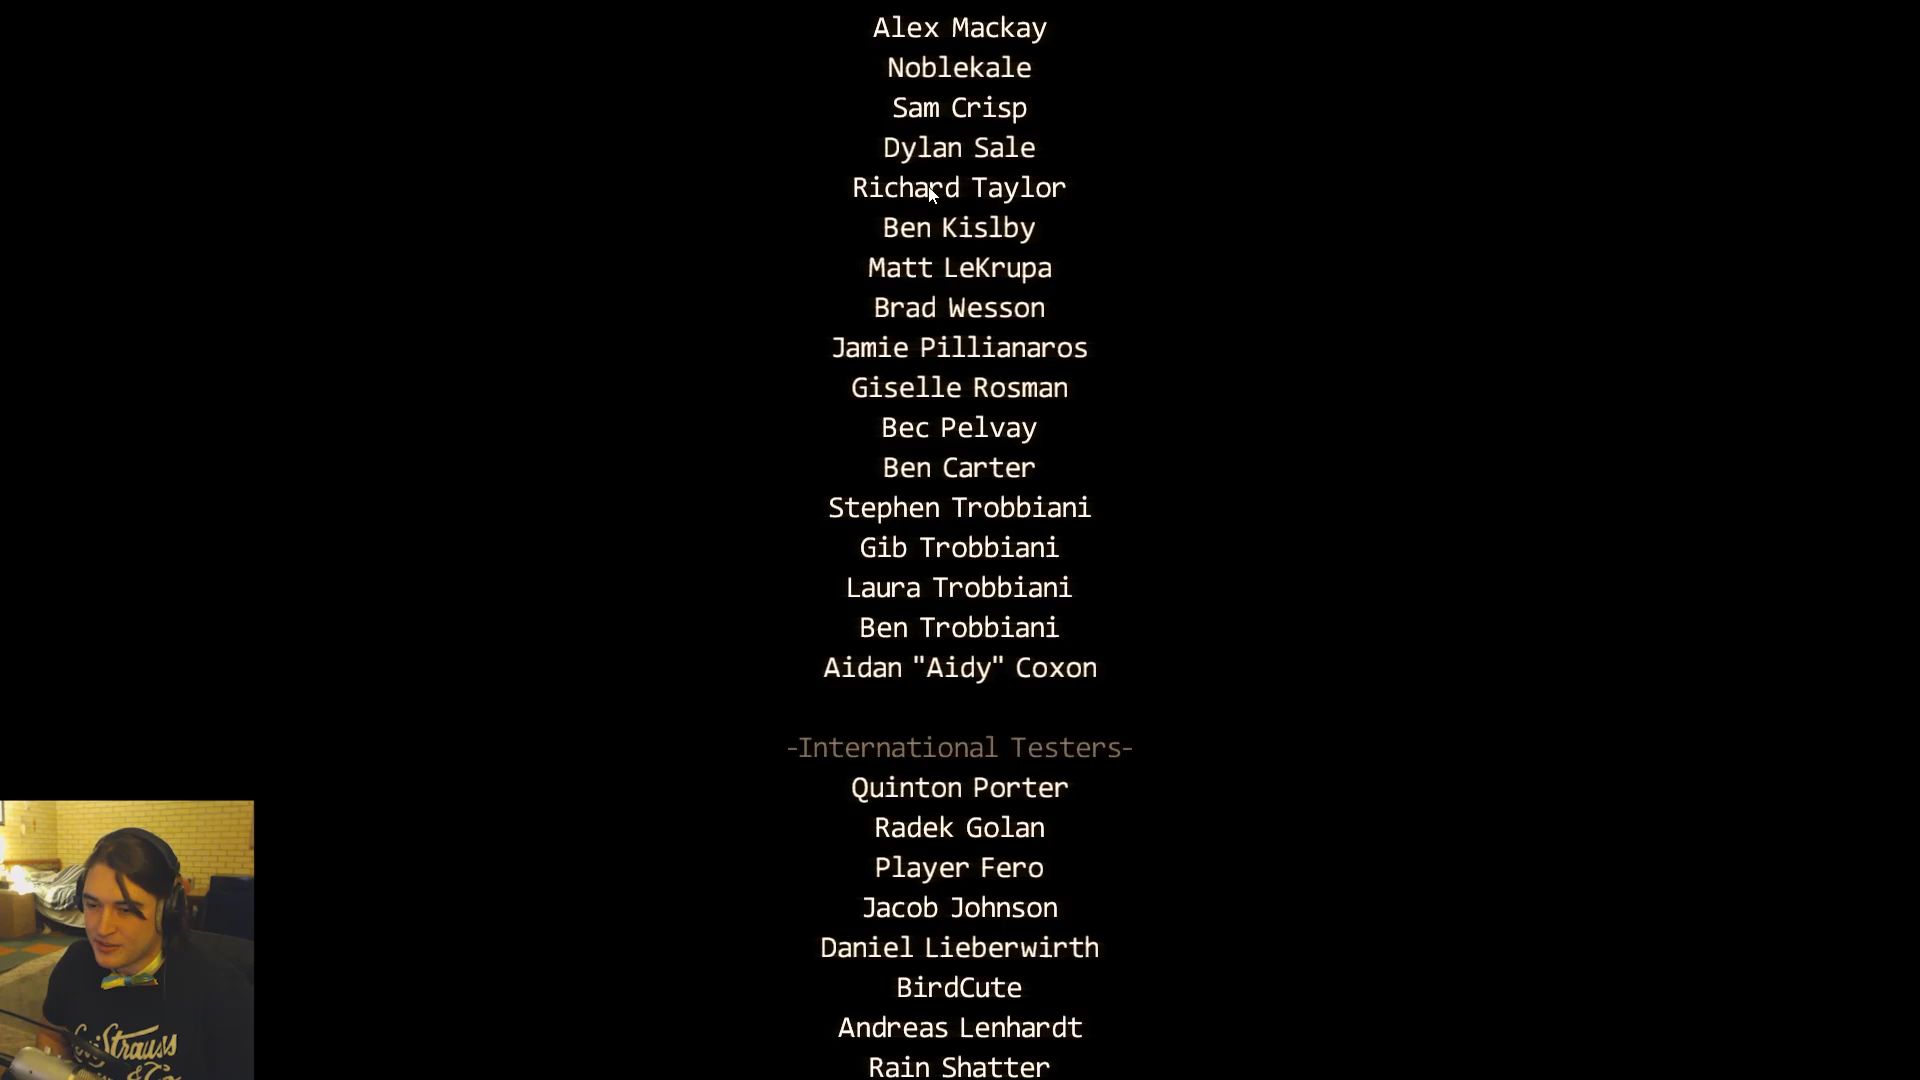 Alex Mackay
Noblekale
Sam Crisp
Dylan Sale
Richard Taylor
Ben Kislby
Matt LeKrupa
Brad Wesson
Jamie Pillianaros
Giselle Rosman
Bec Pelvay
Ben Carter
Stephen Trobbiani
Gib Trobbiani
Laura Trobbiani
Ben Trobbiani
Aidan "Aidy" Coxon
-International Testers-
Quinton Porter
Radek Golan
Player Fero
Jacob Johnson
Daniel Lieberwirth
BirdCute
Andreas Lenhardt
Rain Shatter
Strauss
& Co